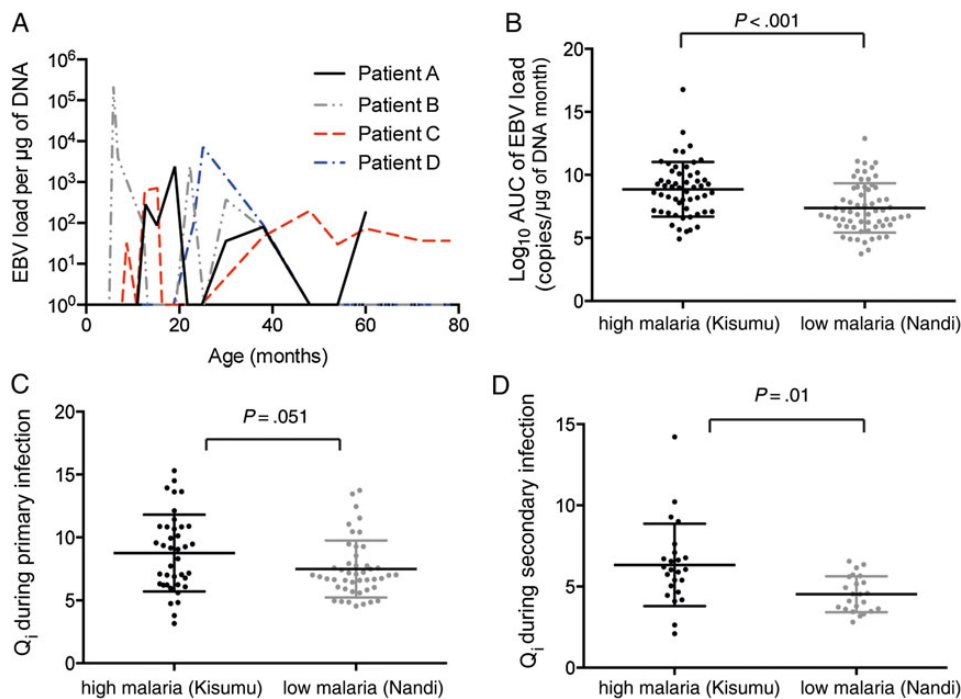 A
EBV load per µg of DNA
10⁶
10⁵
10⁴
10³
10²
10¹
10⁰
0 20 40 60 80
Age (months)
Patient A
Patient B
Patient C
Patient D
B
P < .001
Log₁₀ AUC of EBV load
(copies/µg of DNA month)
20
15
10
5
0
high malaria (Kisumu) low malaria (Nandi)
C
P = .051
Qᵢ during primary infection
20
15
10
5
0
high malaria (Kisumu) low malaria (Nandi)
D
P = .01
Qᵢ during secondary infection
15
10
5
0
high malaria (Kisumu) low malaria (Nandi)